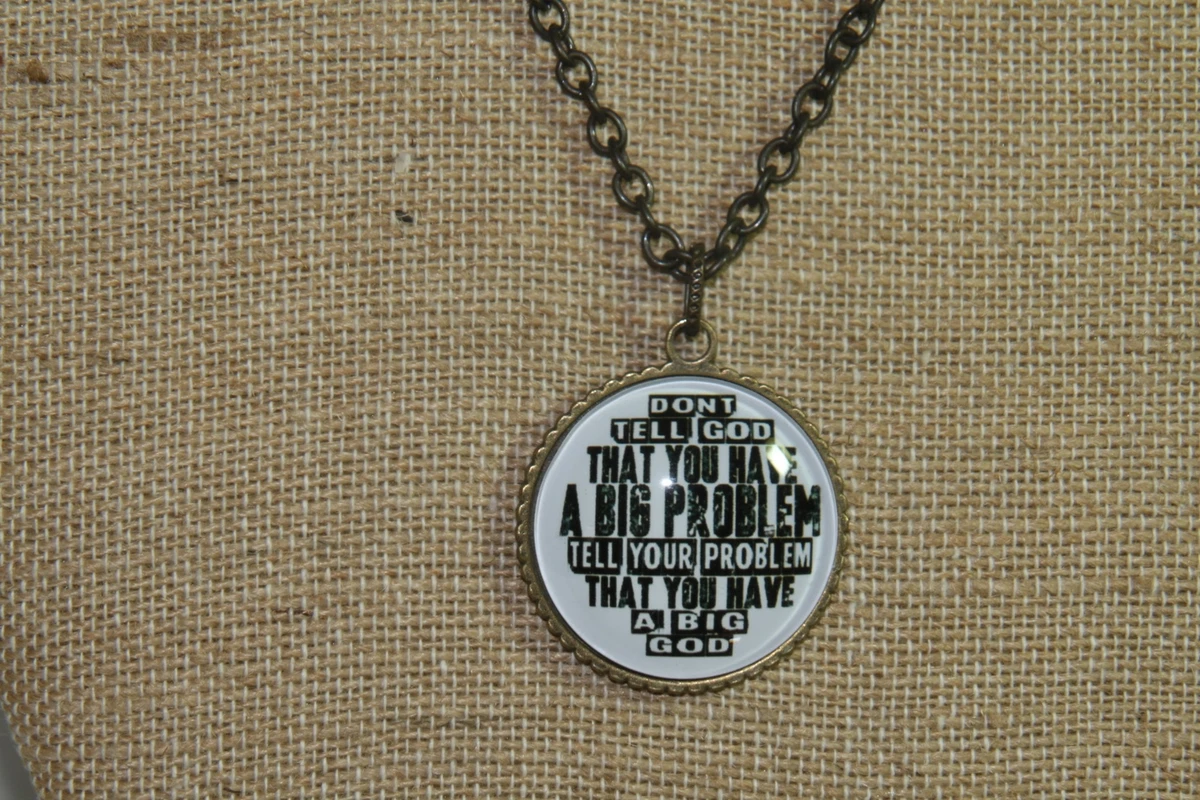 DONT
TELL GOD
THAT YOU HAVE
A BIG PROBLEM
TELL YOUR PROBLEM
THAT YOU HAVE
A BIG
GOD